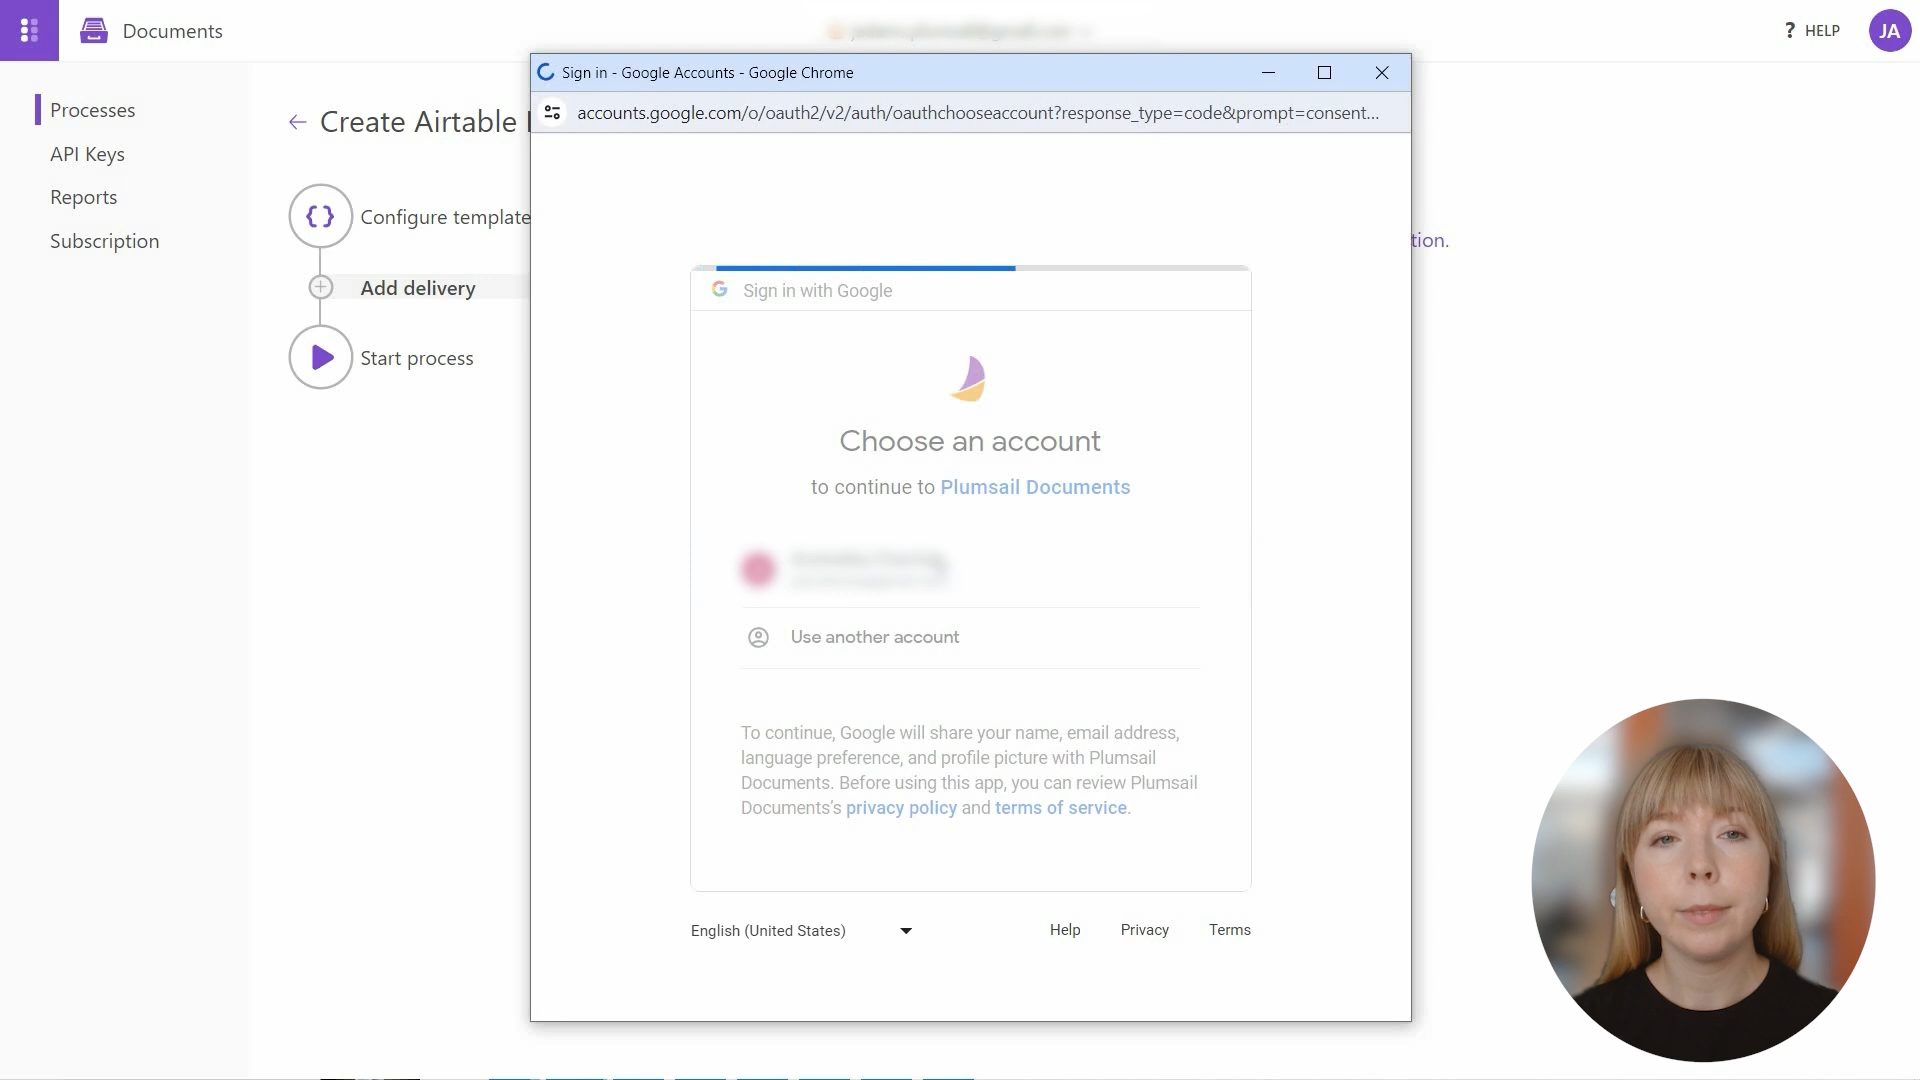 Documents
? HELP
JA
Sign in - Google Accounts - Google Chrome
accounts.google.com/o/oauth2/v2/auth/oauthchooseaccount?response_type=code&prompt=consent...
Processes
API Keys
Reports
Subscription
Create Airtable
Configure template
Add delivery
Start process
tion.
Sign in with Google
Choose an account
to continue to Plumsail Documents
Use another account
To continue, Google will share your name, email address,
language preference, and profile picture with Plumsail
Documents. Before using this app, you can review Plumsail
Documents's privacy policy and terms of service.
English (United States)
Help
Privacy
Terms